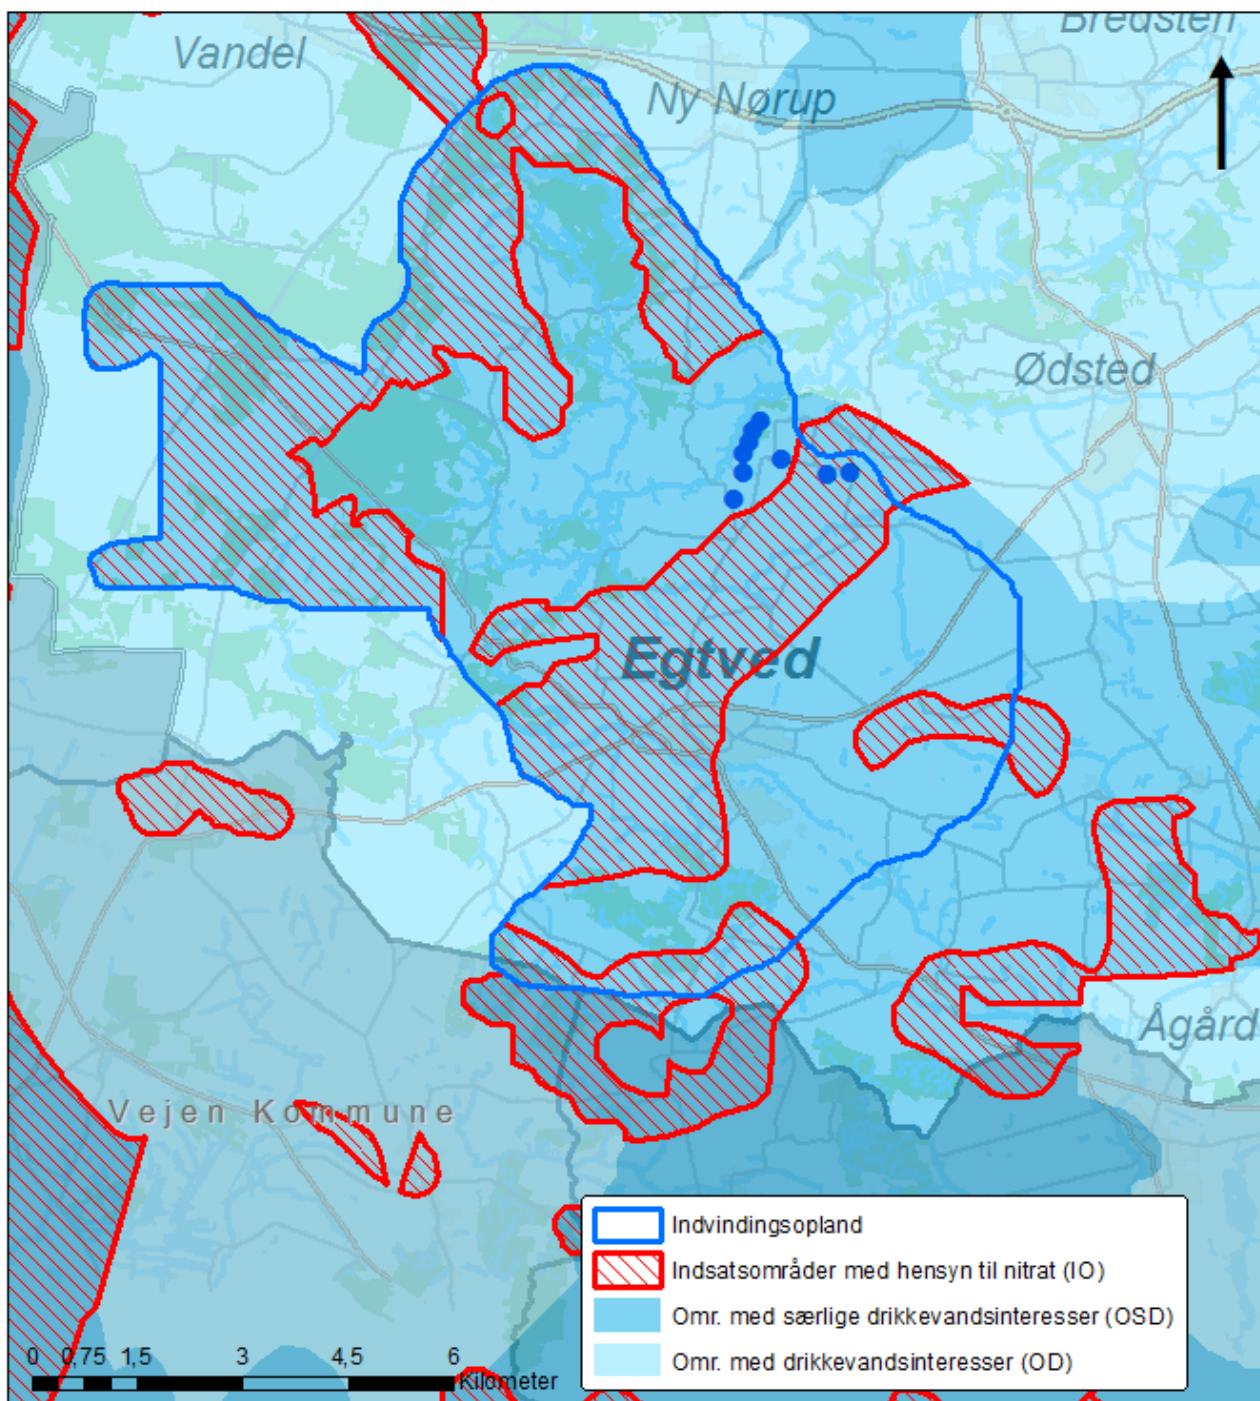 Bredsten
Vandel
Ny Nørup
Ødsted
Egtved
Ågård
Vejen Kommune
Indvindingsopland
Indsatsområder med hensyn til nitrat (IO)
Omr. med særlige drikkevandsinteresser (OSD)
Omr. med drikkevandsinteresser (OD)
0 0,75 1,5 3 4,5 6
Kilometer